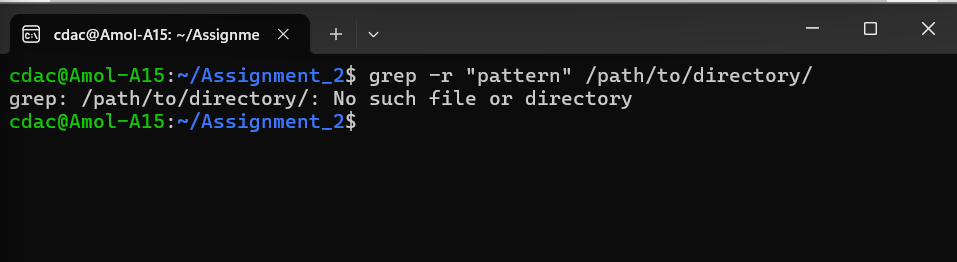 cdac@Amol-A15: ~/Assignme
cdac@Amol-A15:~/Assignment_2$ grep -r "pattern" /path/to/directory/
grep: /path/to/directory/: No such file or directory
cdac@Amol-A15:~/Assignment_2$